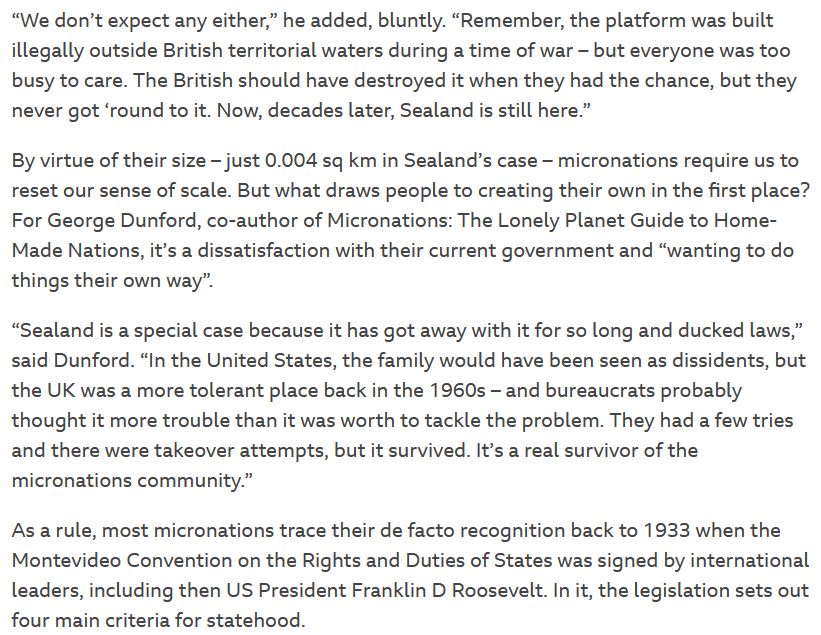 “We don’t expect any either,” he added, bluntly. “Remember, the platform was built
illegally outside British territorial waters during a time of war – but everyone was too
busy to care. The British should have destroyed it when they had the chance, but they
never got ‘round to it. Now, decades later, Sealand is still here.”
By virtue of their size – just 0.004 sq km in Sealand’s case – micronations require us to
reset our sense of scale. But what draws people to creating their own in the first place?
For George Dunford, co-author of Micronations: The Lonely Planet Guide to Home-
Made Nations, it’s a dissatisfaction with their current government and “wanting to do
things their own way”.
“Sealand is a special case because it has got away with it for so long and ducked laws,”
said Dunford. “In the United States, the family would have been seen as dissidents, but
the UK was a more tolerant place back in the 1960s – and bureaucrats probably
thought it more trouble than it was worth to tackle the problem. They had a few tries
and there were takeover attempts, but it survived. It’s a real survivor of the
micronations community.”
As a rule, most micronations trace their de facto recognition back to 1933 when the
Montevideo Convention on the Rights and Duties of States was signed by international
leaders, including then US President Franklin D Roosevelt. In it, the legislation sets out
four main criteria for statehood.